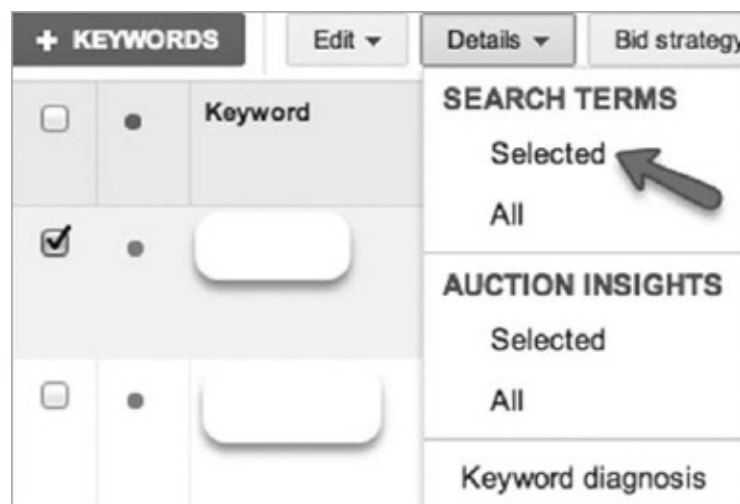 + KEYWORDS
Edit
Details
Bid strategy
Keyword
SEARCH TERMS
Selected
All
AUCTION INSIGHTS
Selected
All
Keyword diagnosis